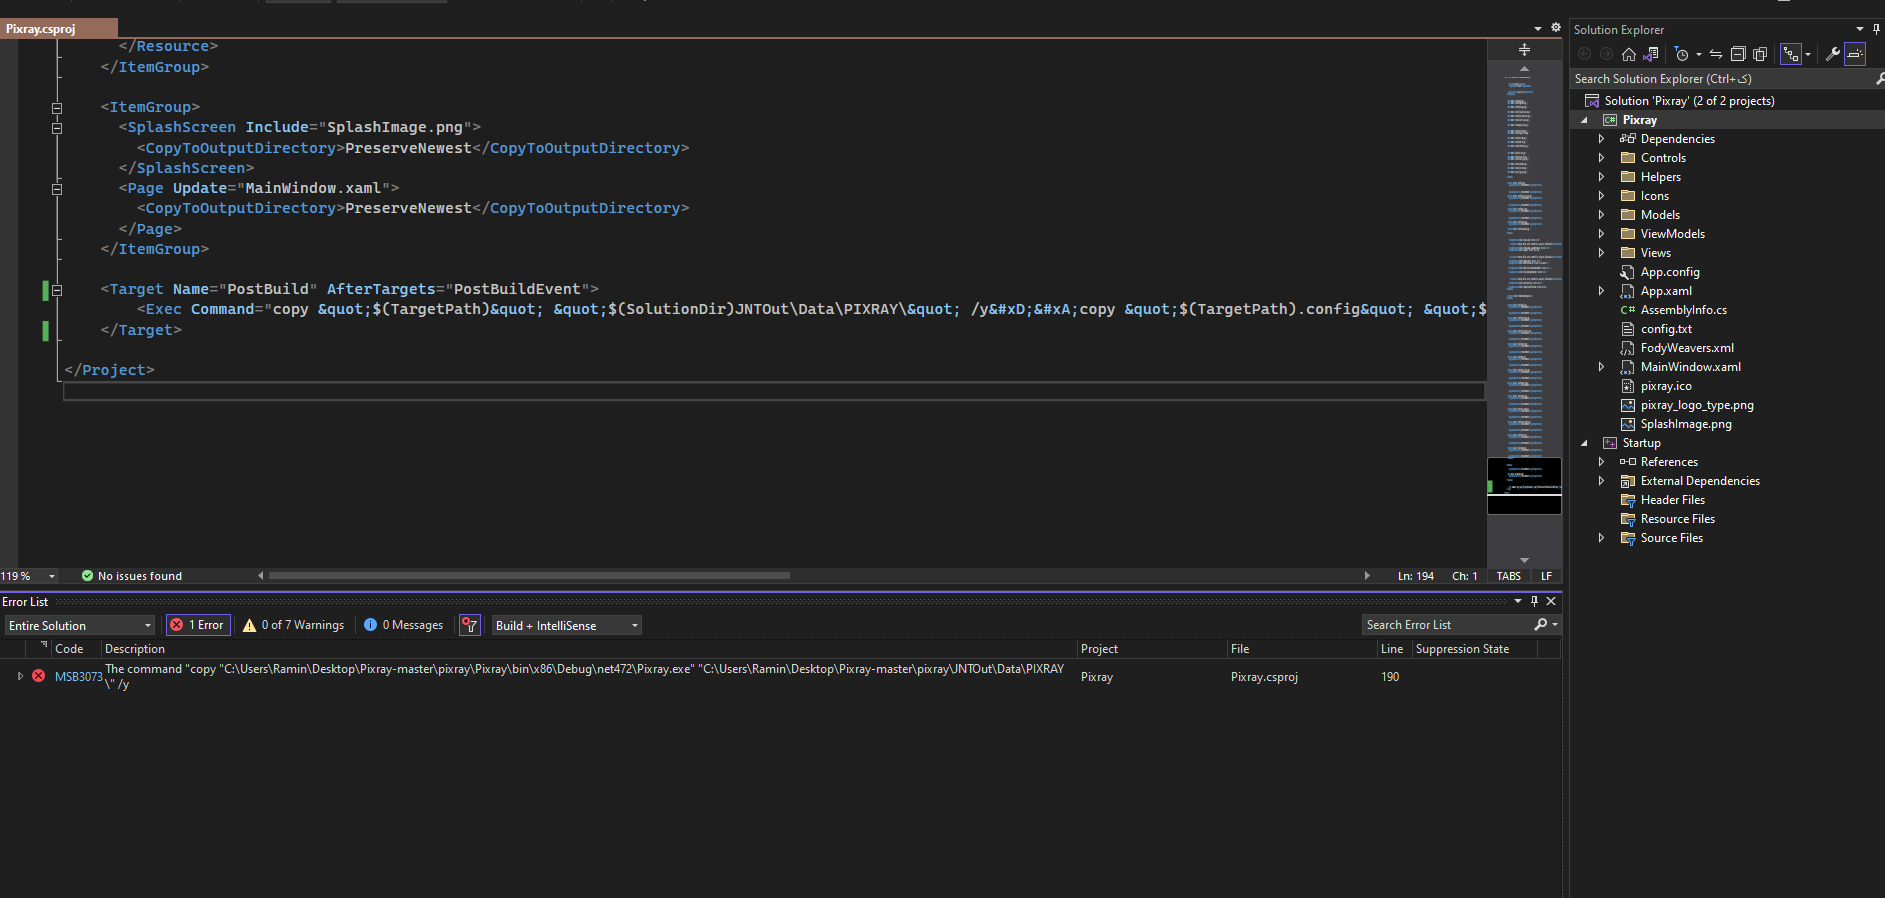 Pixray.csproj
</Resource>
</ItemGroup>
<ItemGroup>
<SplashScreen Include="SplashImage.png">
<CopyToOutputDirectory>PreserveNewest</CopyToOutputDirectory>
</SplashScreen>
<Page Update="MainWindow.xaml">
<CopyToOutputDirectory>PreserveNewest</CopyToOutputDirectory>
</Page>
</ItemGroup>
<Target Name="PostBuild" AfterTargets="PostBuildEvent">
<Exec Command="copy &quot;$(TargetPath)&quot; &quot;$(SolutionDir)JNTOut\Data\PIXRAY\&quot; /y&#xD;&#xA;copy &quot;$(TargetPath).config&quot; &quot;$
</Target>
</Project>
119 %
No issues found
Ln: 194 Ch: 1 TABS LF
Error List
Entire Solution
1 Error
0 of 7 Warnings
0 Messages
Build + IntelliSense
Search Error List
Code Description Project File Line Suppression State
MSB3073 The command "copy "C:\Users\Ramin\Desktop\Pixray-master\pixray\Pixray\bin\x86\Debug\net472\Pixray.exe" "C:\Users\Ramin\Desktop\Pixray-master\pixray\JNTOut\Data\PIXRAY
\" /y
Pixray Pixray.csproj 190
Solution Explorer
Search Solution Explorer (Ctrl+ک)
Solution 'Pixray' (2 of 2 projects)
Pixray
Dependencies
Controls
Helpers
Icons
Models
ViewModels
Views
App.config
App.xaml
C# AssemblyInfo.cs
config.txt
FodyWeavers.xml
MainWindow.xaml
pixray.ico
pixray_logo_type.png
SplashImage.png
Startup
References
External Dependencies
Header Files
Resource Files
Source Files